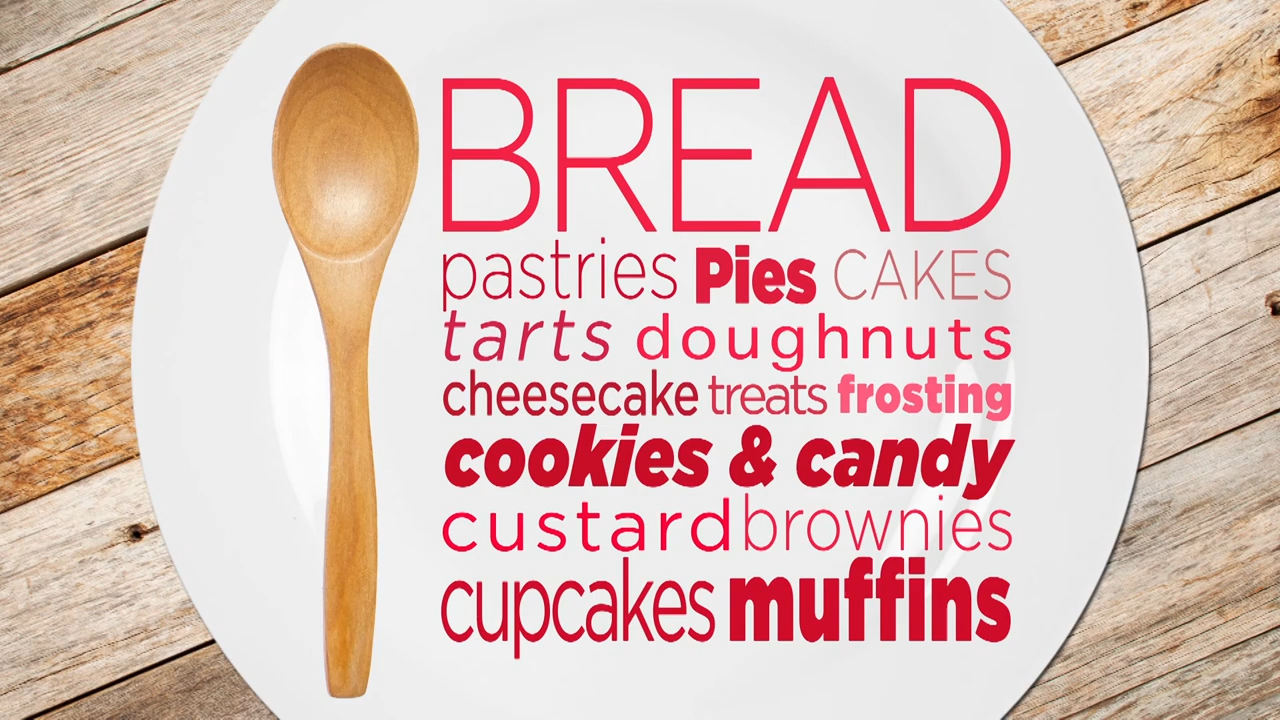 BREAD
pastries Pies CAKES
tarts doughnuts
cheesecake treats frosting
cookies & candy
custard brownies
cupcakes muffins